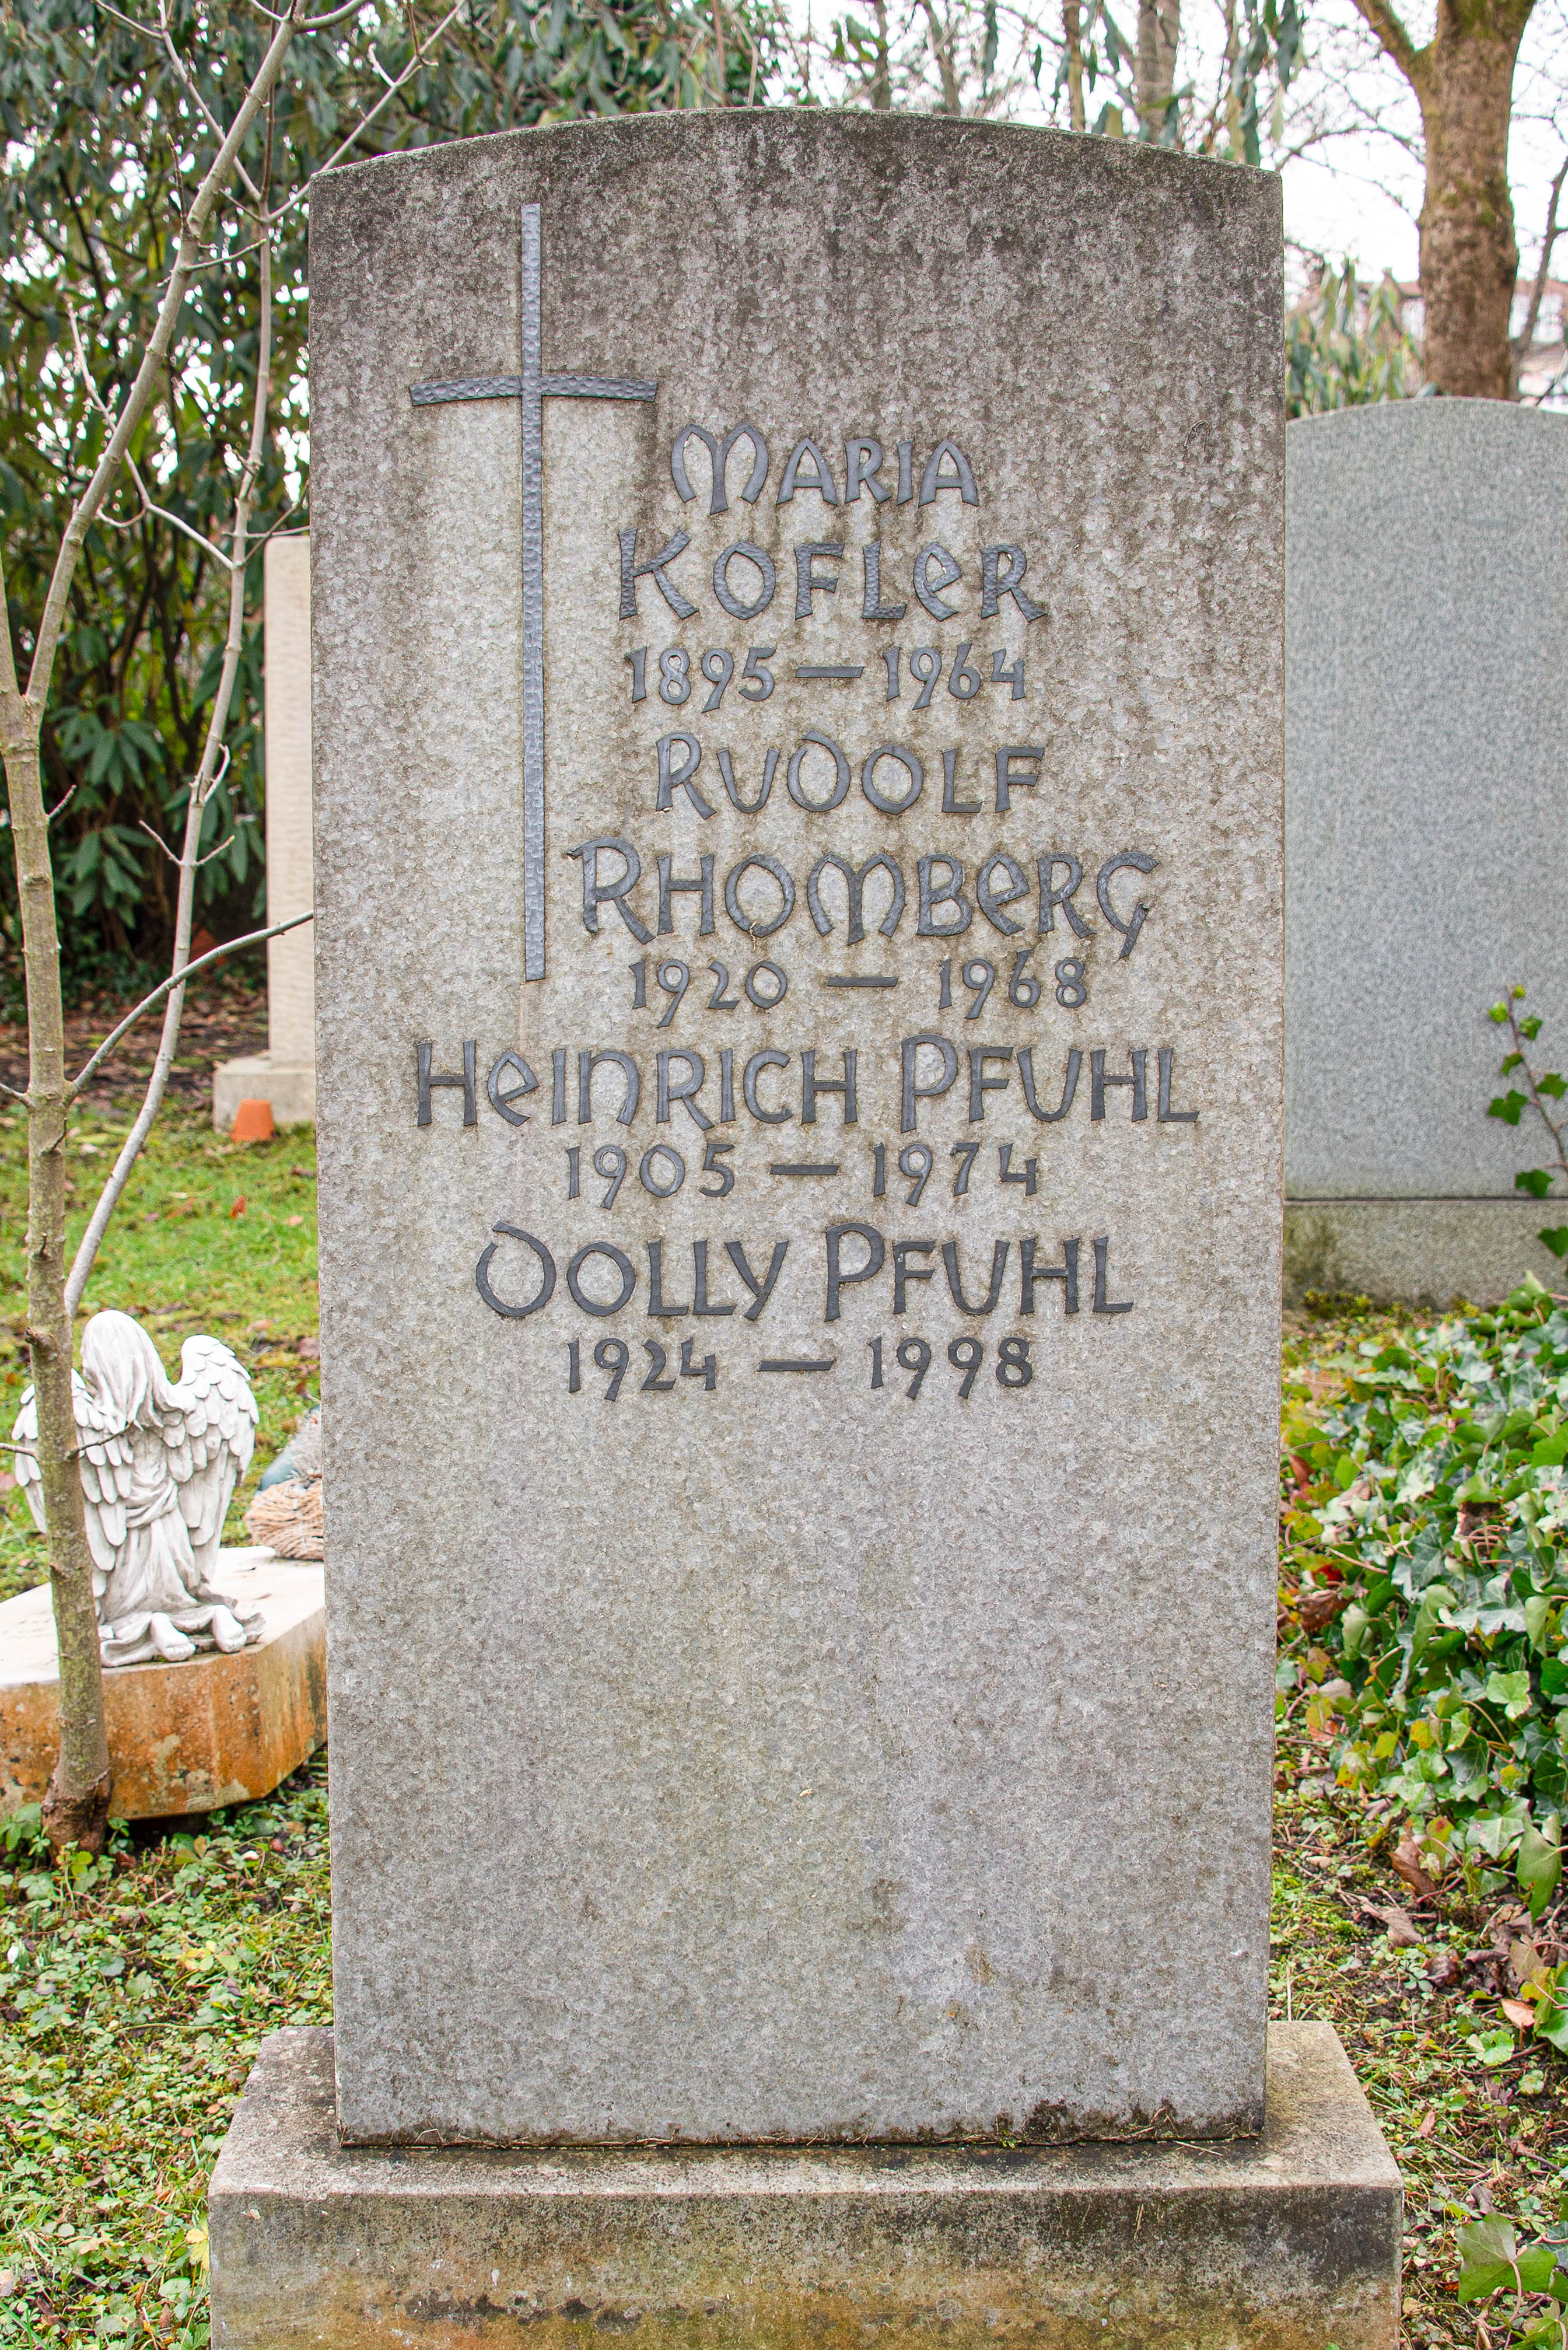 MARIA
KOFLER
1895 — 1964
RUDOLF
RHOMBERG
1920 — 1968
HEINRICH PFUHL
1905 — 1974
DOLLY PFUHL
1924 — 1998